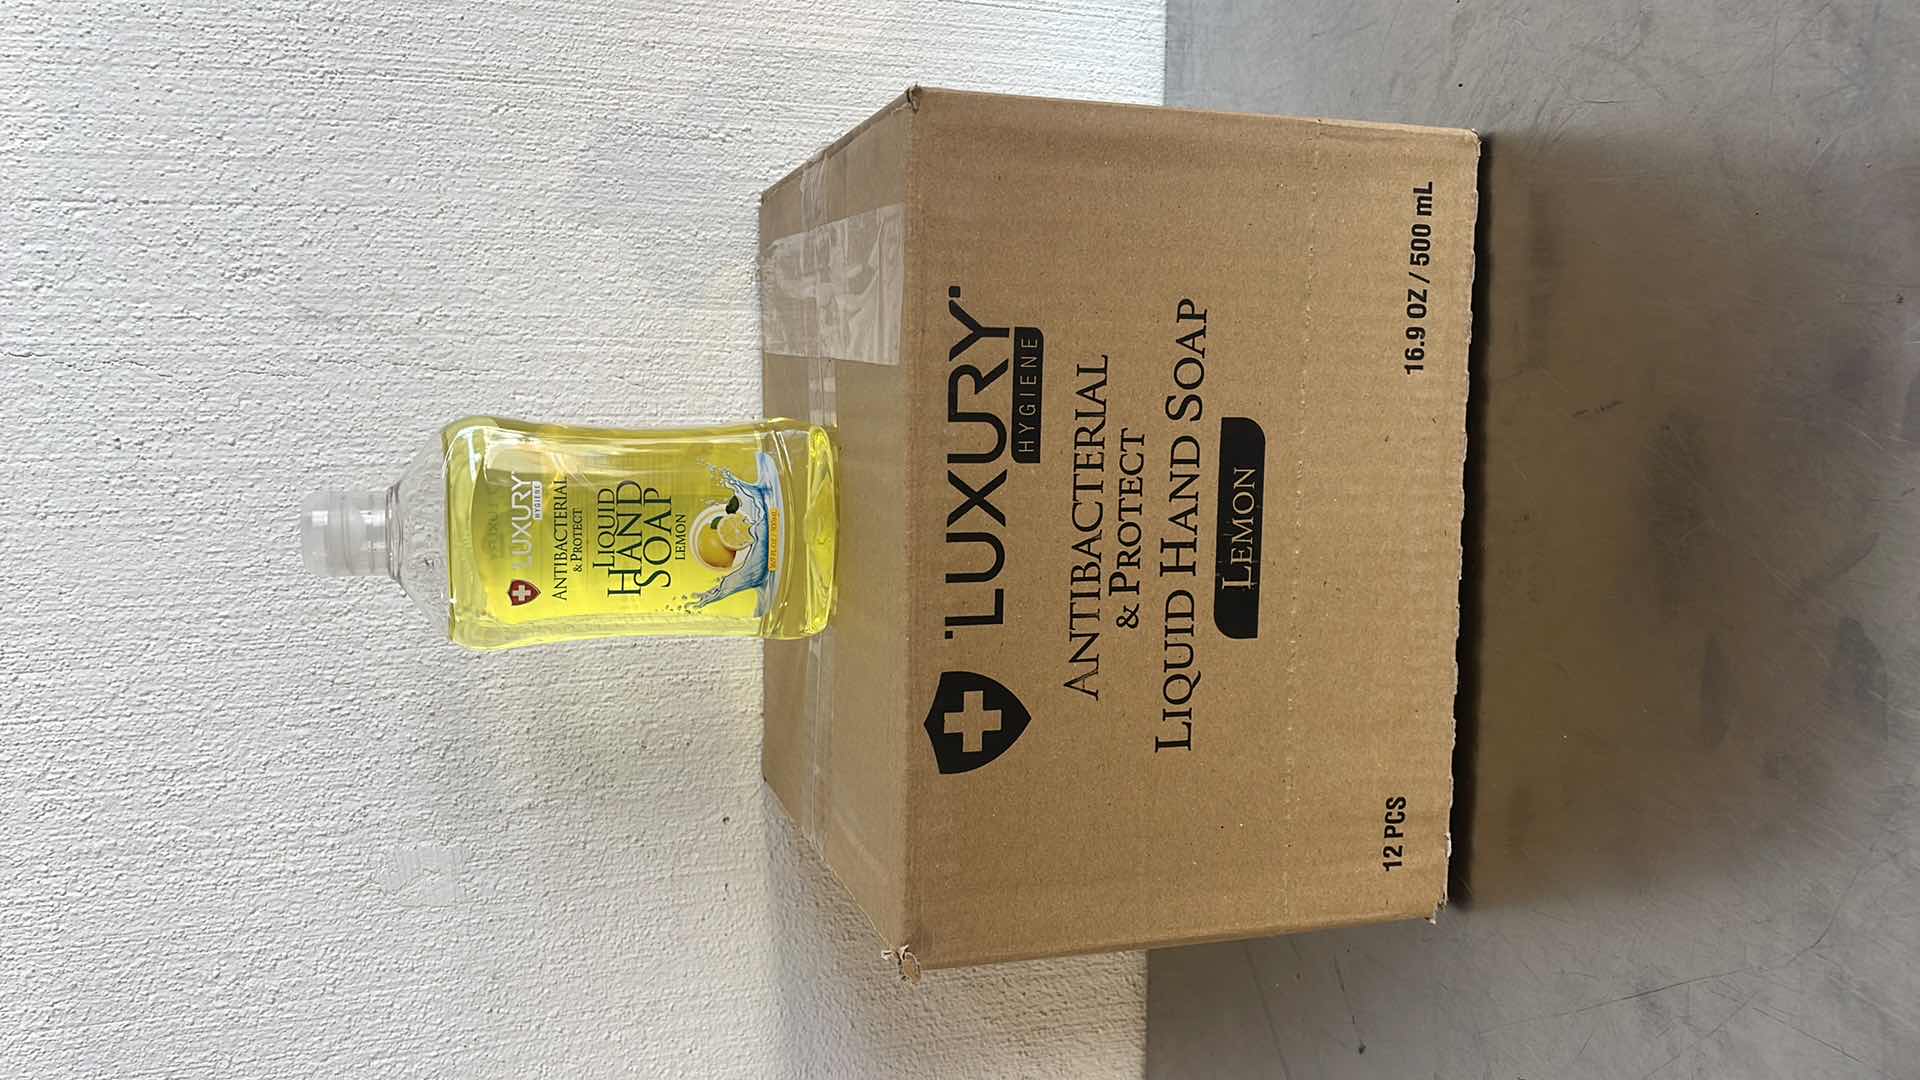 LUXURY
HYGIENE
ANTIBACTERIAL
& PROTECT
LIQUID
HAND
SOAP
LEMON
LUXURY
HYGIENE
ANTIBACTERIAL
& PROTECT
LIQUID HAND SOAP
LEMON
12 PCS
16.9 OZ / 500 mL